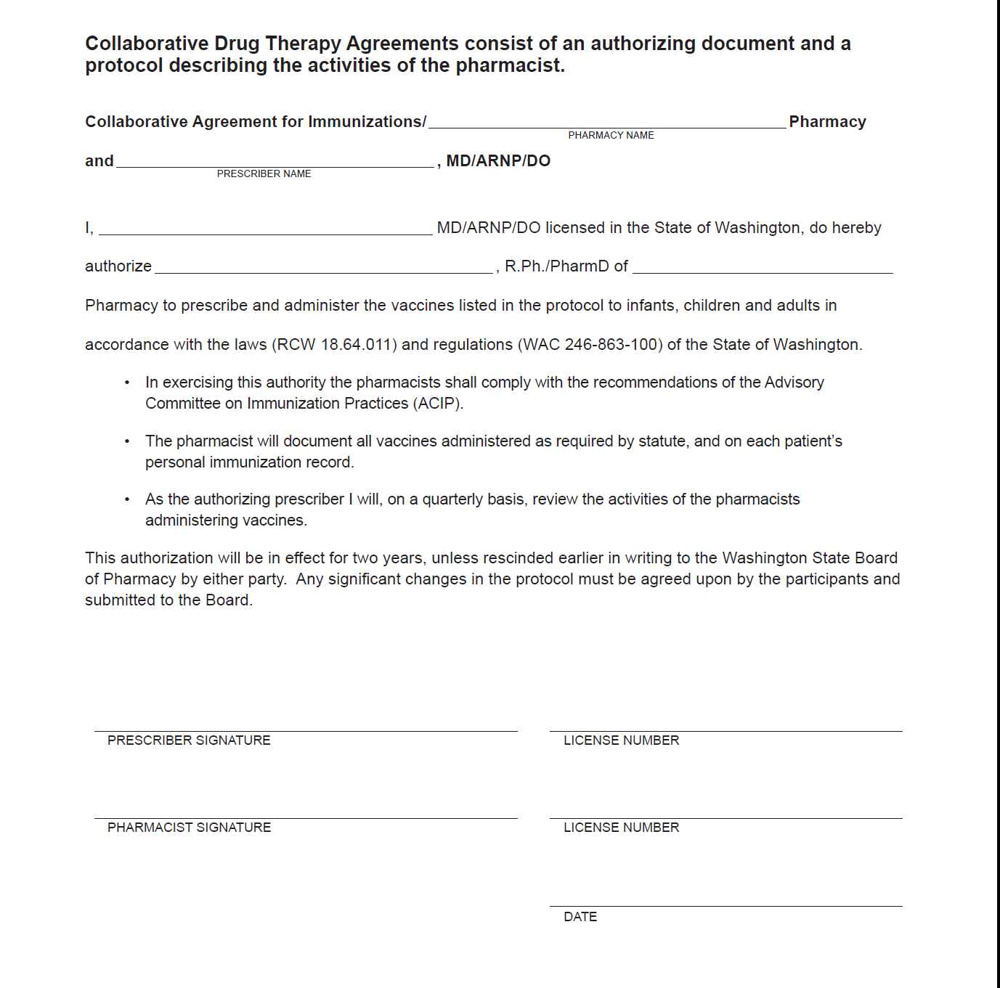 Collaborative Drug Therapy Agreements consist of an authorizing document and a
protocol describing the activities of the pharmacist.
Collaborative Agreement for Immunizations/ Pharmacy
PHARMACY NAME
and , MD/ARNP/DO
PRESCRIBER NAME
I, MD/ARNP/DO licensed in the State of Washington, do hereby
authorize , R.Ph./PharmD of
Pharmacy to prescribe and administer the vaccines listed in the protocol to infants, children and adults in
accordance with the laws (RCW 18.64.011) and regulations (WAC 246-863-100) of the State of Washington.
• In exercising this authority the pharmacists shall comply with the recommendations of the Advisory
Committee on Immunization Practices (ACIP).
• The pharmacist will document all vaccines administered as required by statute, and on each patient’s
personal immunization record.
• As the authorizing prescriber I will, on a quarterly basis, review the activities of the pharmacists
administering vaccines.
This authorization will be in effect for two years, unless rescinded earlier in writing to the Washington State Board
of Pharmacy by either party.  Any significant changes in the protocol must be agreed upon by the participants and
submitted to the Board.
PRESCRIBER SIGNATURE LICENSE NUMBER
PHARMACIST SIGNATURE LICENSE NUMBER
DATE